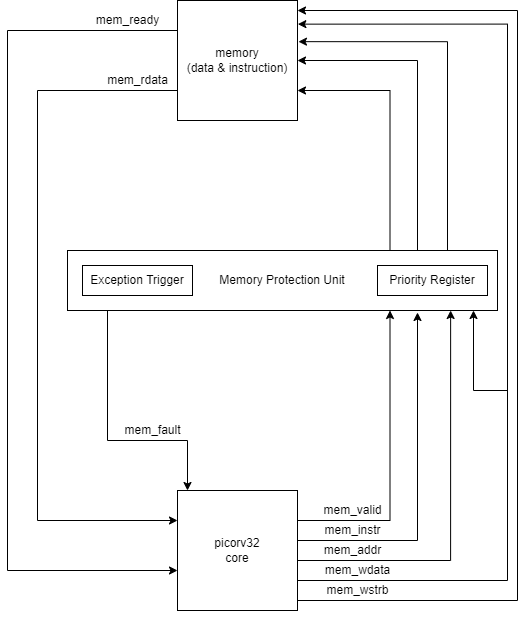 mem_ready
memory
(data & instruction)
mem_rdata
Exception Trigger
Memory Protection Unit
Priority Register
mem_fault
picorv32
core
mem_valid
mem_instr
mem_addr
mem_wdata
mem_wstrb